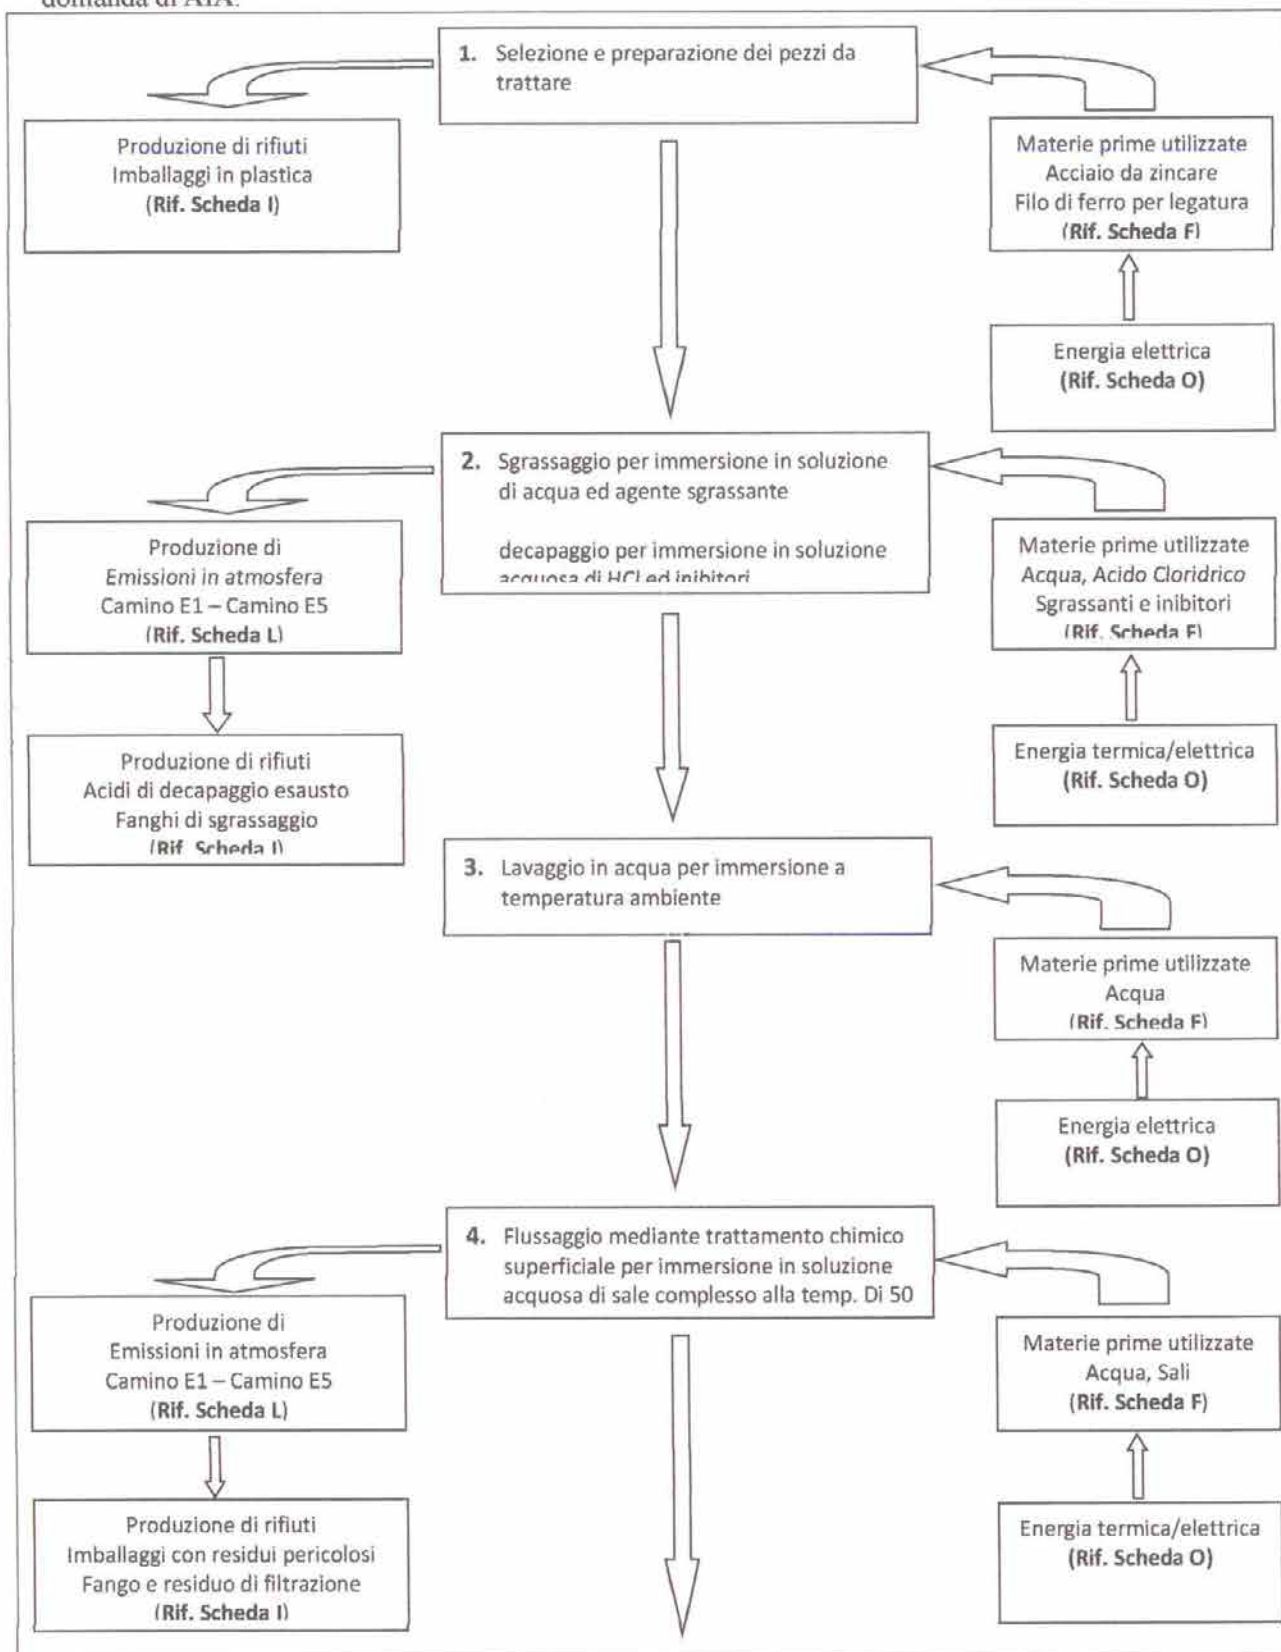 domanda di AIA.
1. Selezione e preparazione dei pezzi da
trattare
Produzione di rifiuti
Imballaggi in plastica
(Rif. Scheda I)
Materie prime utilizzate
Acciaio da zincare
Filo di ferro per legatura
(Rif. Scheda F)
Energia elettrica
(Rif. Scheda O)
2. Sgrassaggio per immersione in soluzione
di acqua ed agente sgrassante
decapaggio per immersione in soluzione
acquosa di HCl ed inibitori
Produzione di
Emissioni in atmosfera
Camino E1 – Camino E5
(Rif. Scheda L)
Materie prime utilizzate
Acqua, Acido Cloridrico
Sgrassanti e inibitori
(Rif. Scheda F)
Produzione di rifiuti
Acidi di decapaggio esausto
Fanghi di sgrassaggio
(Rif. Scheda I)
Energia termica/elettrica
(Rif. Scheda O)
3. Lavaggio in acqua per immersione a
temperatura ambiente
Materie prime utilizzate
Acqua
(Rif. Scheda F)
Energia elettrica
(Rif. Scheda O)
4. Flussaggio mediante trattamento chimico
superficiale per immersione in soluzione
acquosa di sale complesso alla temp. Di 50
Produzione di
Emissioni in atmosfera
Camino E1 – Camino E5
(Rif. Scheda L)
Materie prime utilizzate
Acqua, Sali
(Rif. Scheda F)
Produzione di rifiuti
Imballaggi con residui pericolosi
Fango e residuo di filtrazione
(Rif. Scheda I)
Energia termica/elettrica
(Rif. Scheda O)